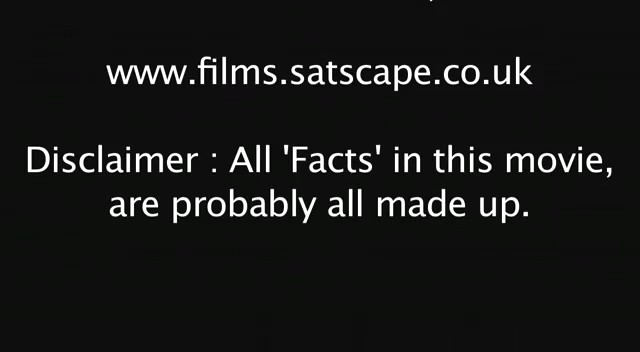 www.films.satscape.co.uk
Disclaimer : All 'Facts' in this movie,
are probably all made up.